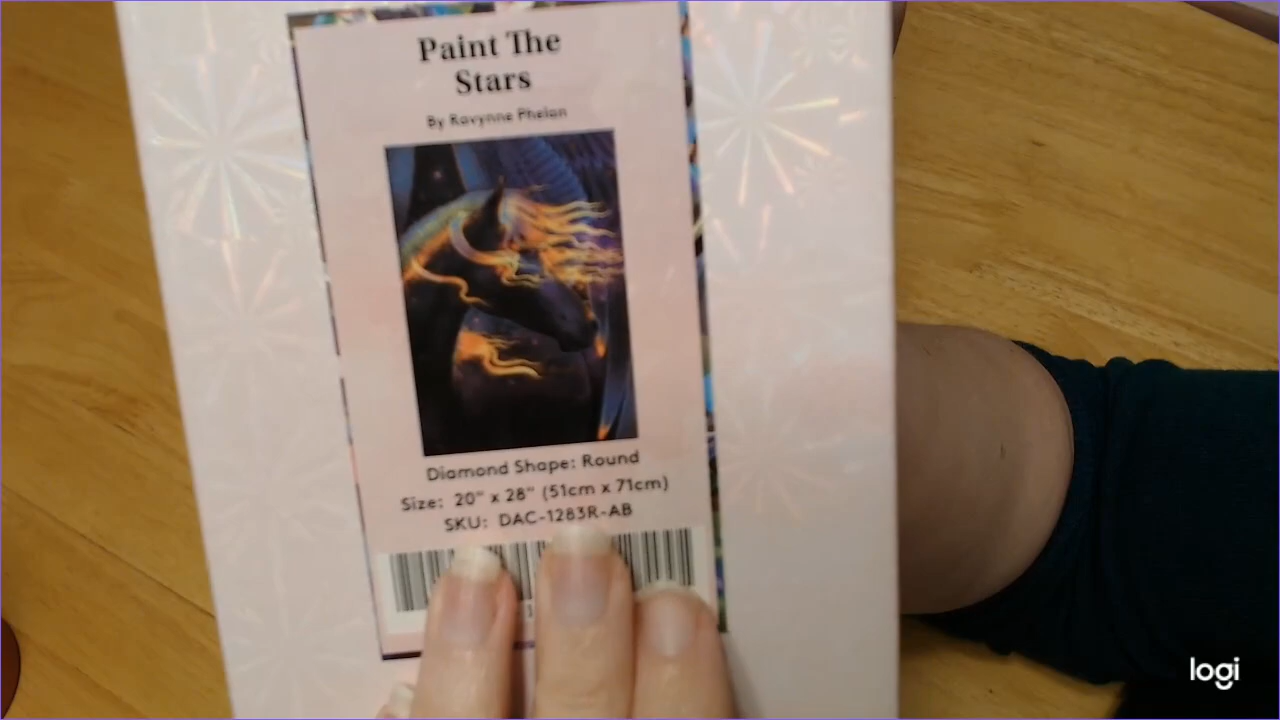 Paint The
Stars
By Ravynne Phelan
Diamond Shape: Round
Size: 20" x 28" (51cm x 71cm)
SKU: DAC-1283R-AB
logi